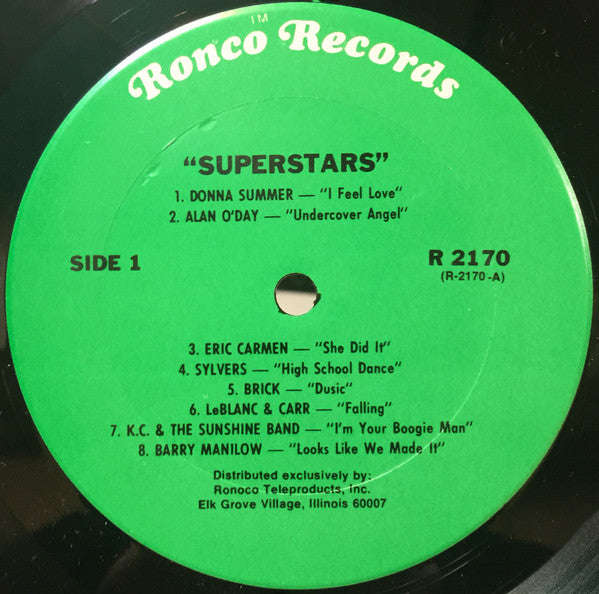 TM
Ronco Records
"SUPERSTARS"
1. DONNA SUMMER — "I Feel Love"
2. ALAN O'DAY — "Undercover Angel"
SIDE 1
R 2170
(R-2170-A)
3. ERIC CARMEN — "She Did It"
4. SYLVERS — "High School Dance"
5. BRICK — "Dusic"
6. LeBLANC & CARR — "Falling"
7. K.C. & THE SUNSHINE BAND — "I'm Your Boogie Man"
8. BARRY MANILOW — "Looks Like We Made It"
Distributed exclusively by:
Ronoco Teleproducts, Inc.
Elk Grove Village, Illinois 60007